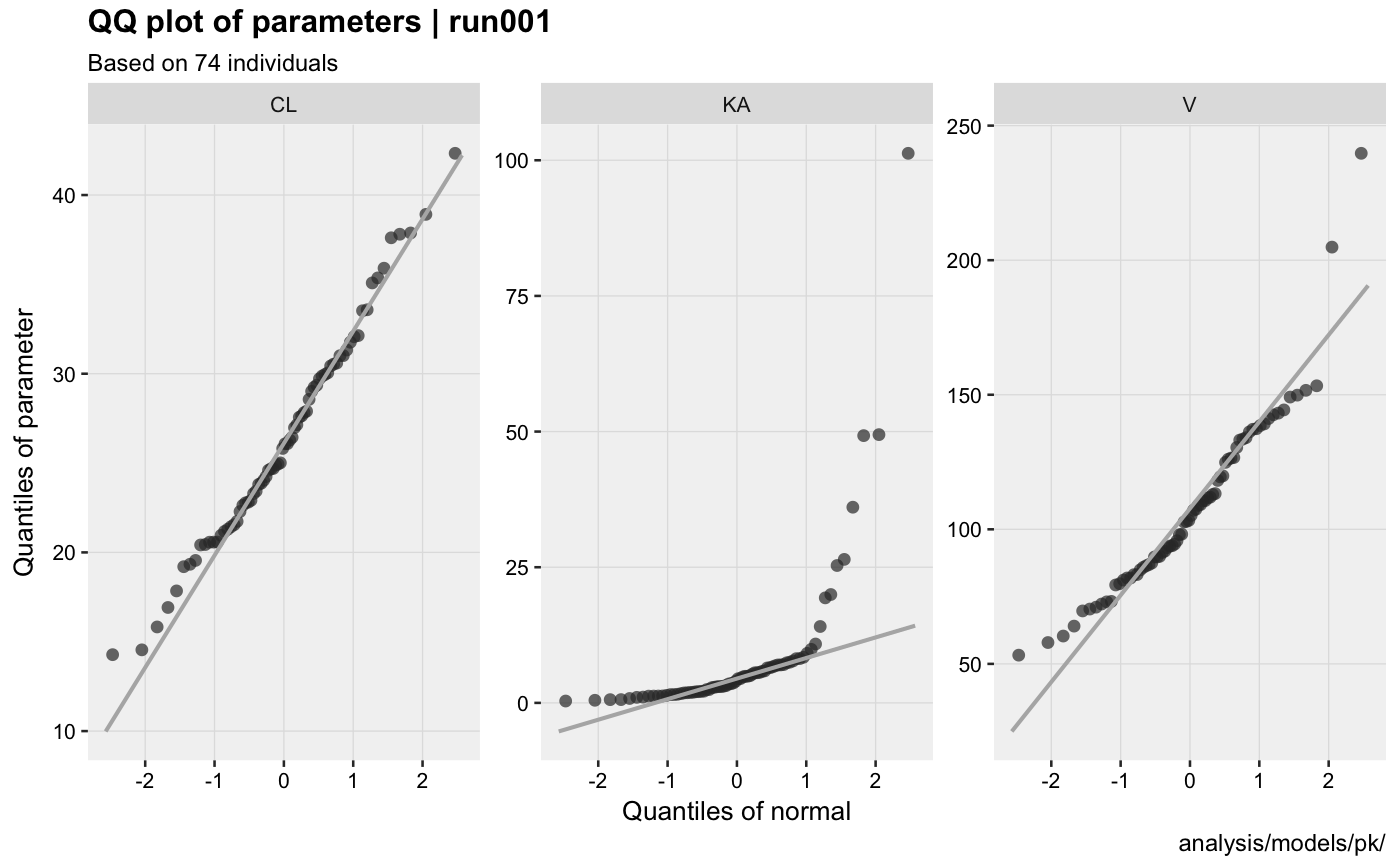 QQ plot of parameters | run001
Based on 74 individuals
CL
KA
V
Quantiles of parameter
40
30
20
10
100
75
50
25
0
250
200
150
100
50
-2 -1 0 1 2
-2 -1 0 1 2
-2 -1 0 1 2
Quantiles of normal
analysis/models/pk/